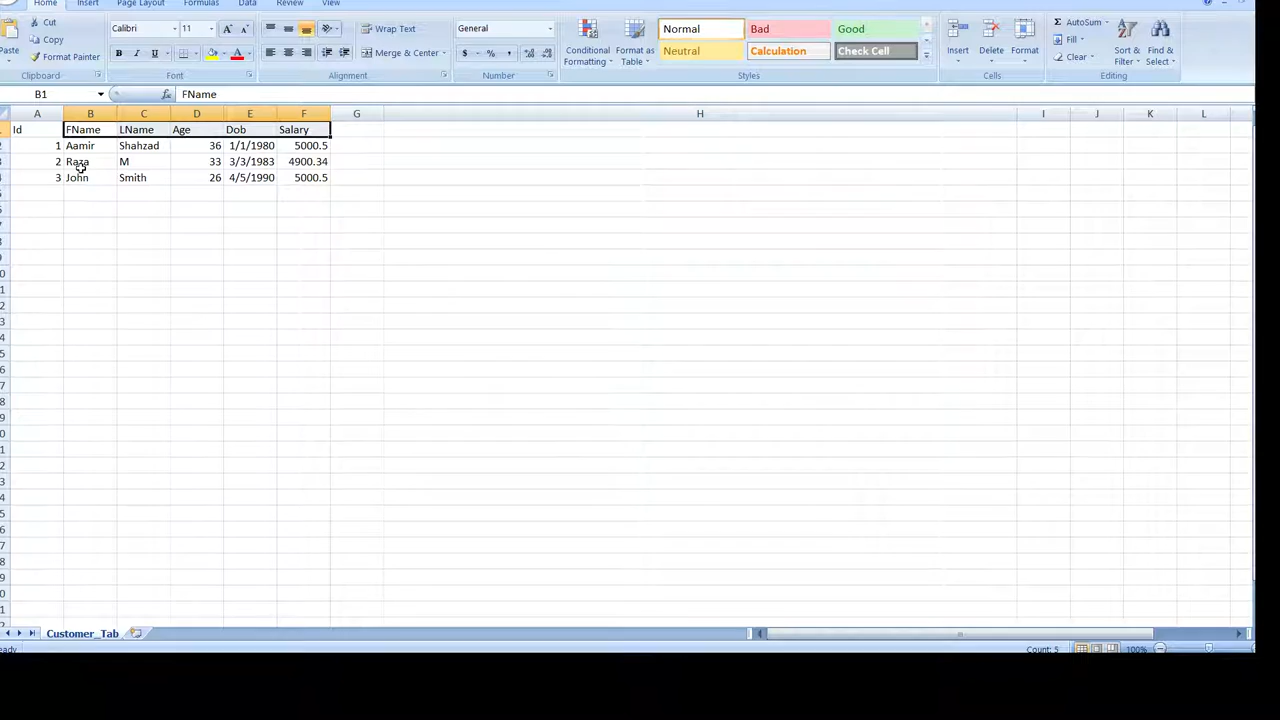 Home Insert Page Layout Formulas Data Review View
Cut Calibri 11 Wrap Text General Normal Bad Good AutoSum
Copy Fill
Paste Format Painter B I U Merge & Center $ % , Conditional Formatting Format as Table Neutral Calculation Check Cell Insert Delete Format Clear Sort & Filter Find & Select
Clipboard Font Alignment Number Styles Cells Editing
B1 fx FName
A B C D E F G H I J K L
Id FName LName Age Dob Salary
1 Aamir Shahzad 36 1/1/1980 5000.5
2 Raza M 33 3/3/1983 4900.34
3 John Smith 26 4/5/1990 5000.5
Customer_Tab
Count: 5 100%